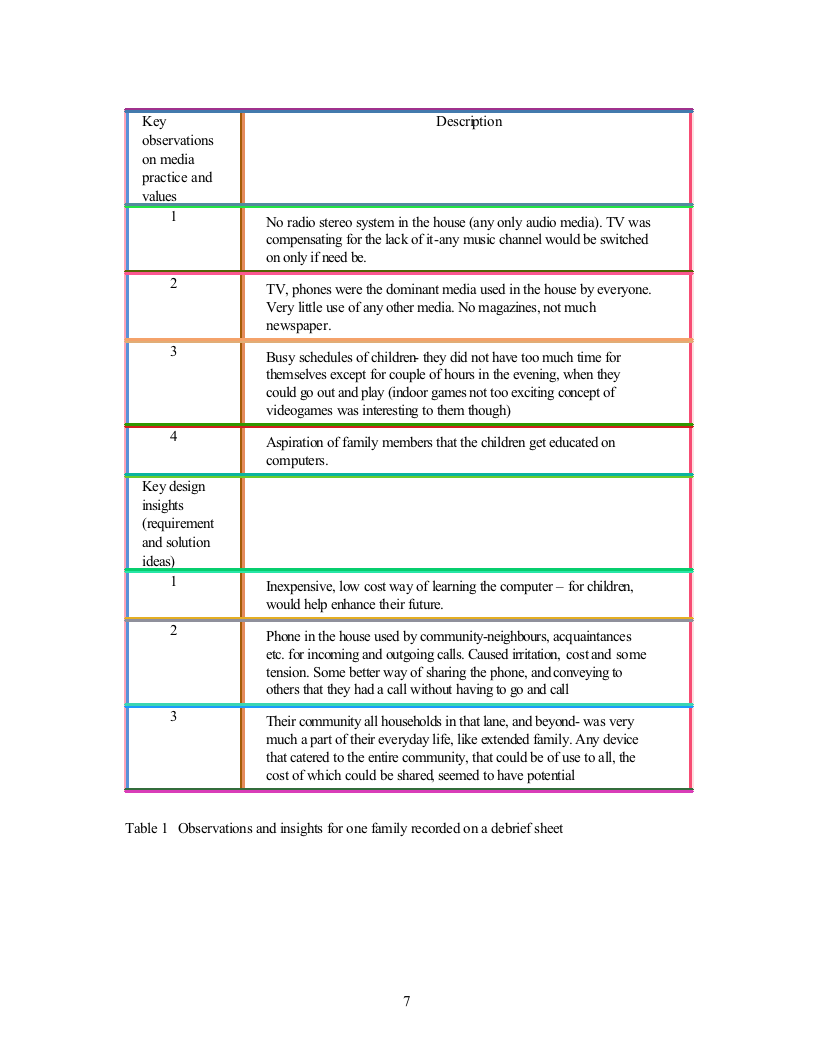 Key
observations
on media
practice and
values
Description
1
No radio stereo system in the house (any only audio media). TV was
compensating for the lack of it-any music channel would be switched
on only if need be.
2
TV, phones were the dominant media used in the house by everyone.
Very little use of any other media. No magazines, not much
newspaper.
3
Busy schedules of children- they did not have too much time for
themselves except for couple of hours in the evening, when they
could go out and play (indoor games not too exciting concept of
videogames was interesting to them though)
4
Aspiration of family members that the children get educated on
computers.
Key design
insights
(requirement
and solution
ideas)
1
Inexpensive, low cost way of learning the computer – for children,
would help enhance their future.
2
Phone in the house used by community-neighbours, acquaintances
etc. for incoming and outgoing calls. Caused irritation, cost and some
tension. Some better way of sharing the phone, and conveying to
others that they had a call without having to go and call
3
Their community all households in that lane, and beyond- was very
much a part of their everyday life, like extended family. Any device
that catered to the entire community, that could be of use to all, the
cost of which could be shared, seemed to have potential
Table 1 Observations and insights for one family recorded on a debrief sheet
7